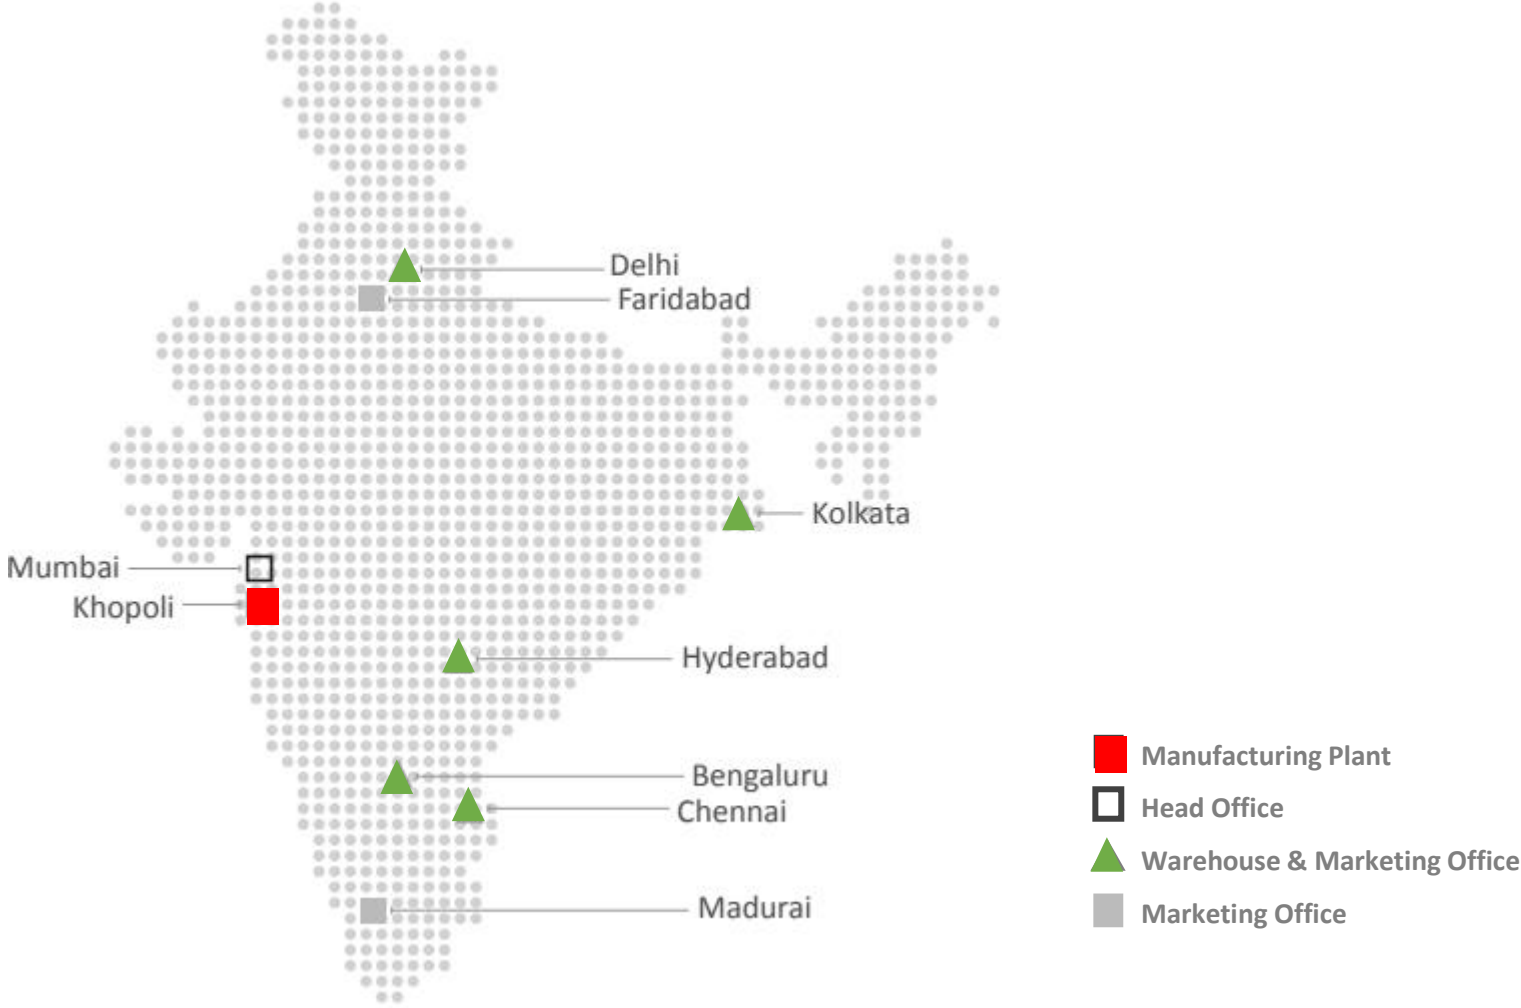 Delhi
Faridabad
Kolkata
Mumbai
Khopoli
Hyderabad
Bengaluru
Chennai
Madurai
Manufacturing Plant
Head Office
Warehouse & Marketing Office
Marketing Office